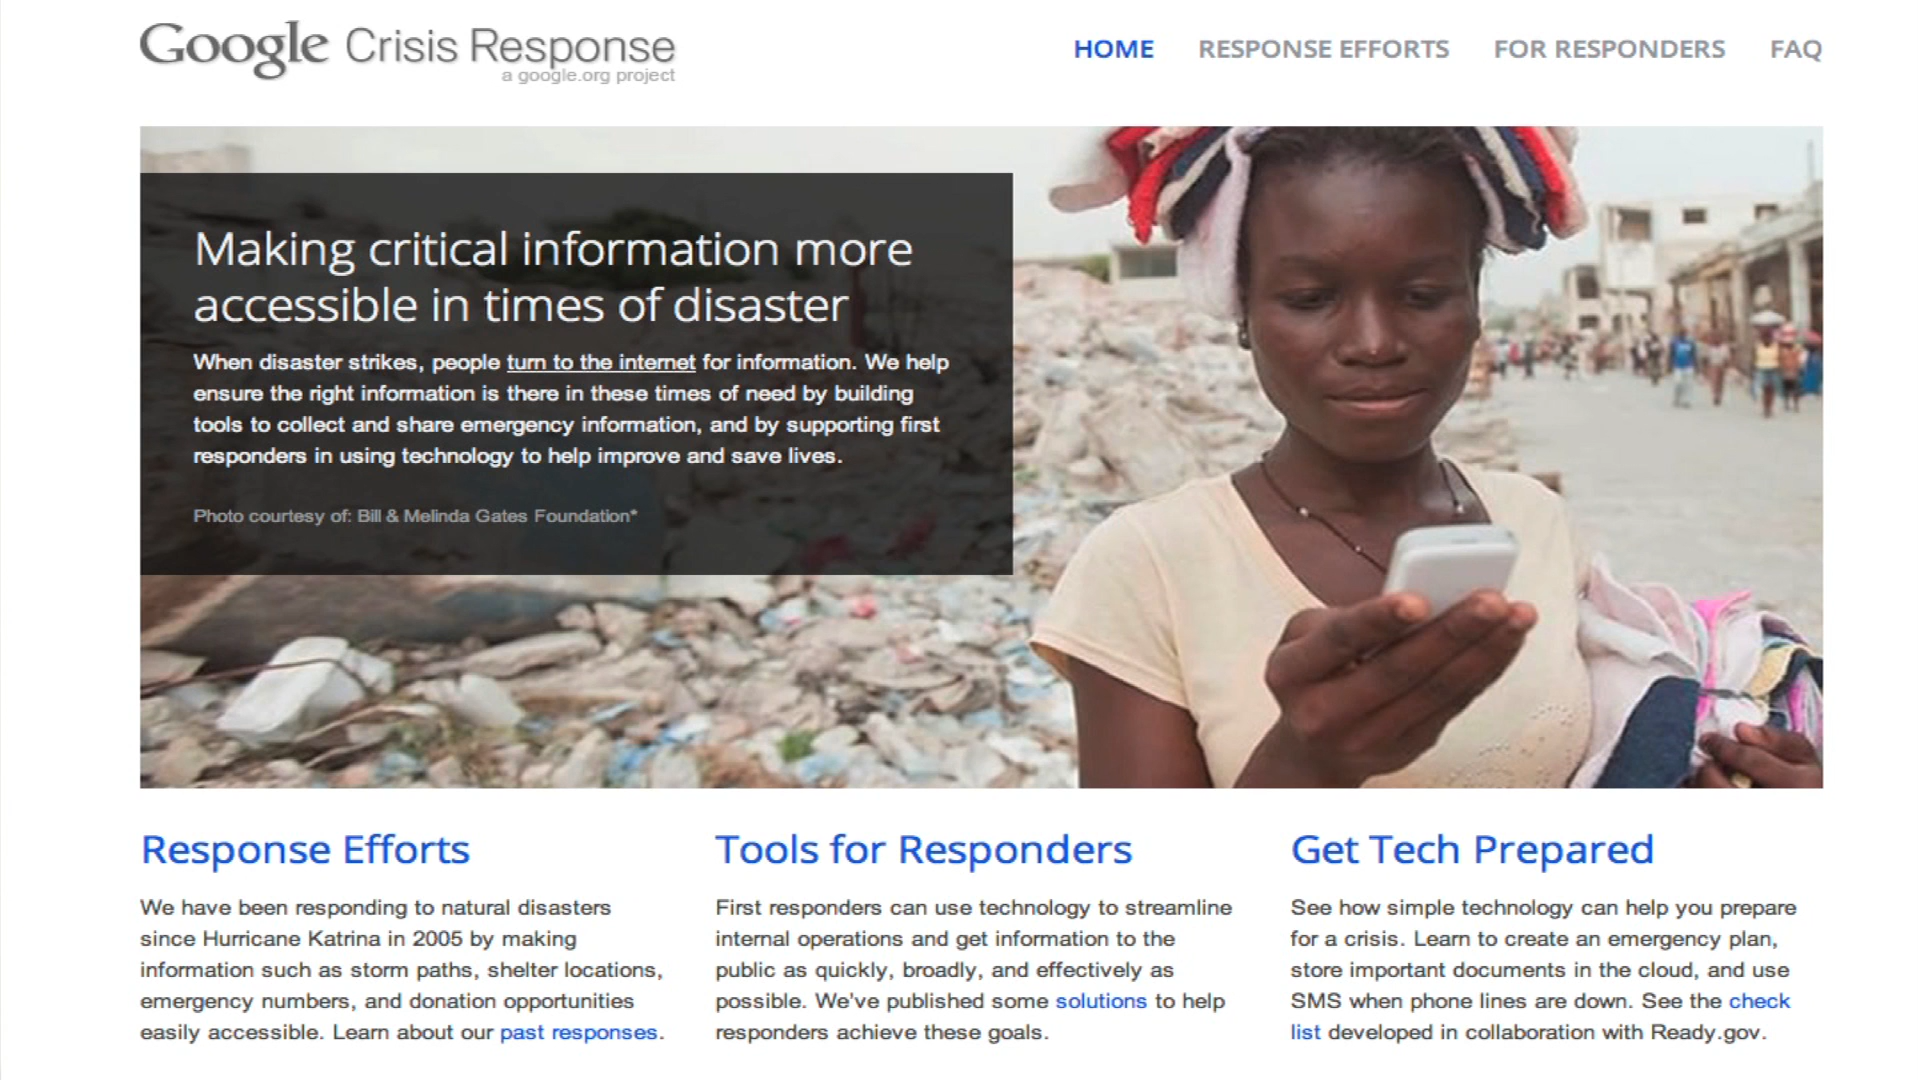 Google Crisis Response
a google.org project
HOME RESPONSE EFFORTS FOR RESPONDERS FAQ
Making critical information more
accessible in times of disaster
When disaster strikes, people turn to the internet for information. We help
ensure the right information is there in these times of need by building
tools to collect and share emergency information, and by supporting first
responders in using technology to help improve and save lives.
Photo courtesy of: Bill & Melinda Gates Foundation*
Response Efforts
We have been responding to natural disasters
since Hurricane Katrina in 2005 by making
information such as storm paths, shelter locations,
emergency numbers, and donation opportunities
easily accessible. Learn about our past responses.
Tools for Responders
First responders can use technology to streamline
internal operations and get information to the
public as quickly, broadly, and effectively as
possible. We've published some solutions to help
responders achieve these goals.
Get Tech Prepared
See how simple technology can help you prepare
for a crisis. Learn to create an emergency plan,
store important documents in the cloud, and use
SMS when phone lines are down. See the check
list developed in collaboration with Ready.gov.